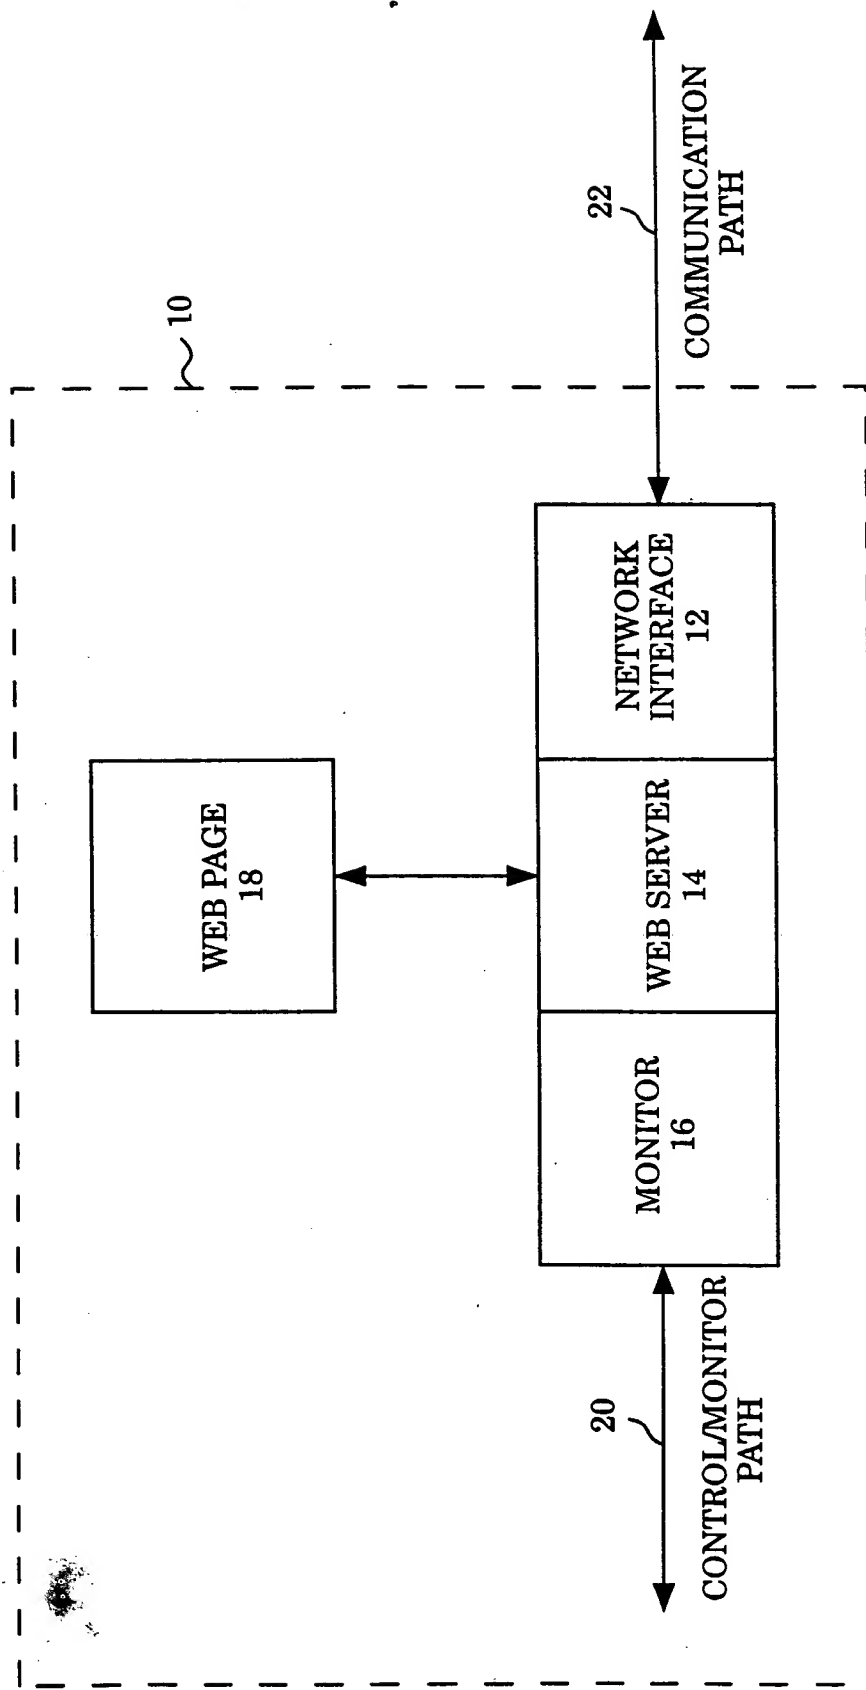 10
WEB PAGE
18
20
CONTROL/MONITOR
PATH
MONITOR
16
WEB SERVER
14
NETWORK
INTERFACE
12
22
COMMUNICATION
PATH